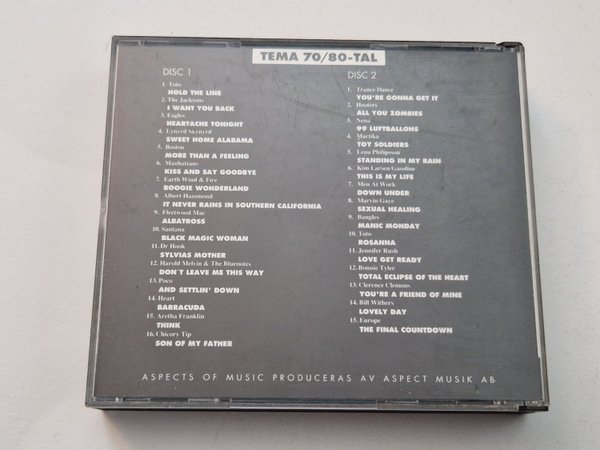 TEMA 70/80-TAL
DISC 1
1. Toto
HOLD THE LINE
2. The Jacksons
I WANT YOU BACK
3. Eagles
HEARTACHE TONIGHT
4. Lynyrd Skynyrd
SWEET HOME ALABAMA
5. Boston
MORE THAN A FEELING
6. Manhattans
KISS AND SAY GOODBYE
7. Earth Wind & Fire
BOOGIE WONDERLAND
8. Albert Hammond
IT NEVER RAINS IN SOUTHERN CALIFORNIA
9. Fleetwood Mac
ALBATROSS
10. Santana
BLACK MAGIC WOMAN
11. Dr Hook
SYLVIAS MOTHER
12. Harold Melvin & The Bluenotes
DON'T LEAVE ME THIS WAY
13. Poco
AND SETTLIN' DOWN
14. Heart
BARRACUDA
15. Aretha Franklin
THINK
16. Chicory Tip
SON OF MY FATHER
DISC 2
1. Trance Dance
YOU'RE GONNA GET IT
2. Hooters
ALL YOU ZOMBIES
3. Nena
99 LUFTBALLONS
4. Martika
TOY SOLDIERS
5. Lena Philipsson
STANDING IN MY RAIN
6. Kim Larsen/Gasoline
THIS IS MY LIFE
7. Men At Work
DOWN UNDER
8. Marvin Gaye
SEXUAL HEALING
9. Bangles
MANIC MONDAY
10. Toto
ROSANNA
11. Jennifer Rush
LOVE GET READY
12. Bonnie Tyler
TOTAL ECLIPSE OF THE HEART
13. Clerence Clemons
YOU'RE A FRIEND OF MINE
14. Bill Withers
LOVELY DAY
15. Europe
THE FINAL COUNTDOWN
ASPECTS OF MUSIC PRODUCERAS AV ASPECT MUSIK AB